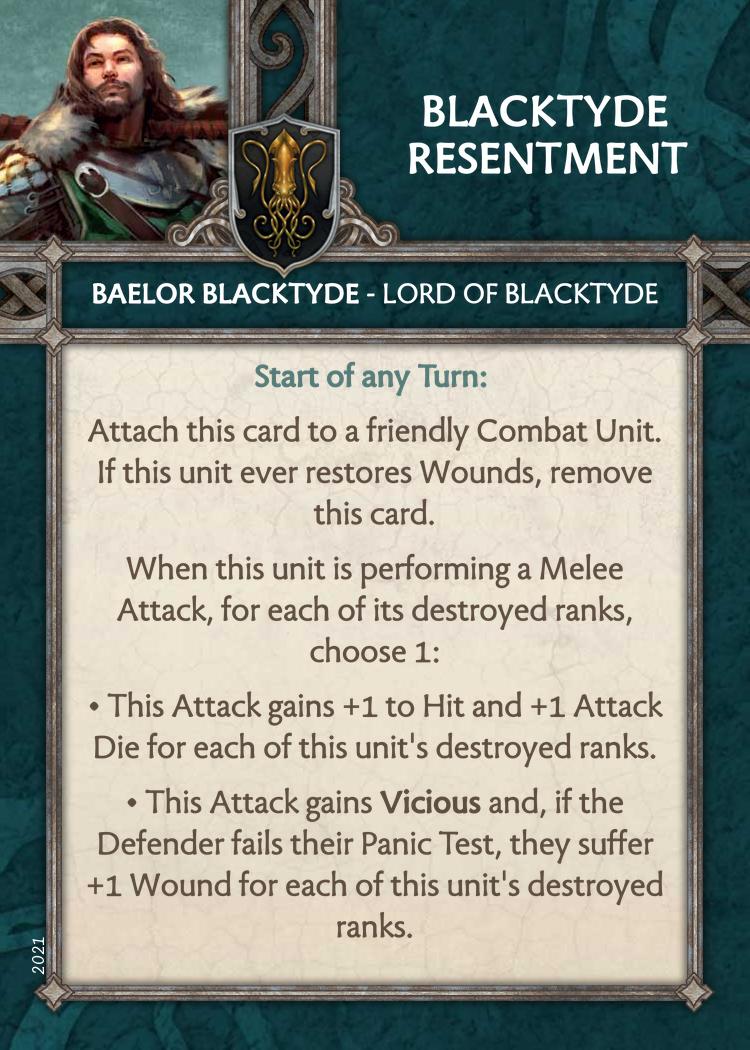 BLACKTYDE
RESENTMENT
BAELOR BLACKTYDE - LORD OF BLACKTYDE
Start of any Turn:
Attach this card to a friendly Combat Unit.
If this unit ever restores Wounds, remove
this card.
When this unit is performing a Melee
Attack, for each of its destroyed ranks,
choose 1:
• This Attack gains +1 to Hit and +1 Attack
Die for each of this unit's destroyed ranks.
• This Attack gains Vicious and, if the
Defender fails their Panic Test, they suffer
+1 Wound for each of this unit's destroyed
ranks.
2021